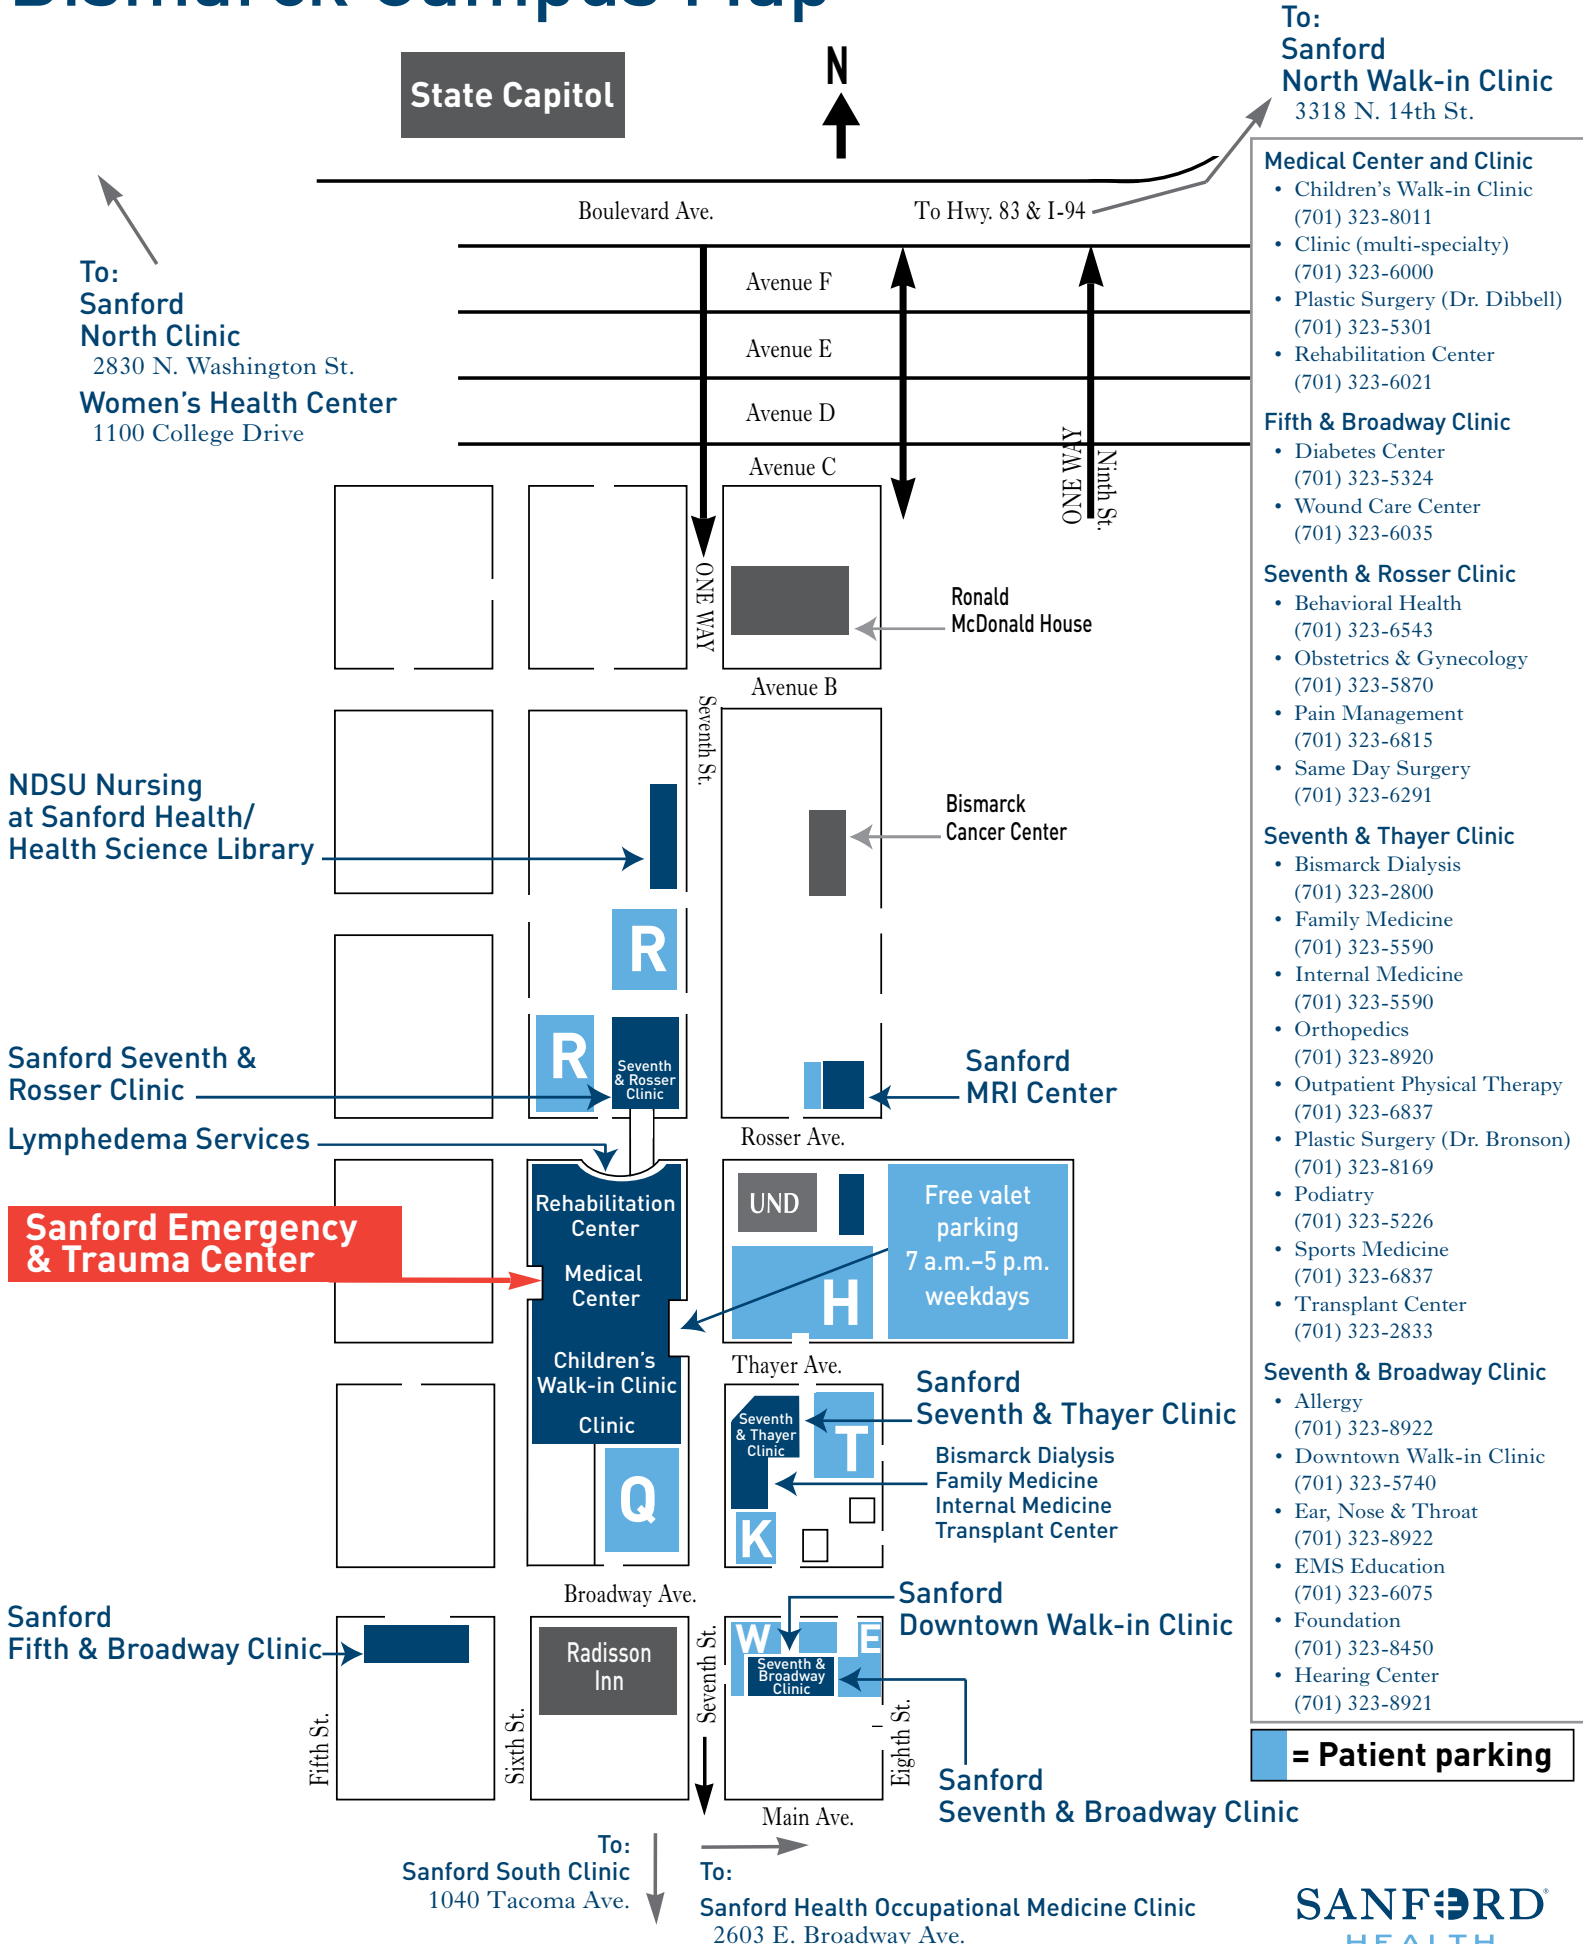 Bismarck Campus Map
State Capitol
N
To:
Sanford
North Walk-in Clinic
3318 N. 14th St.
Boulevard Ave.
To Hwy. 83 & I-94
To:
Sanford
North Clinic
2830 N. Washington St.
Women's Health Center
1100 College Drive
Avenue F
Avenue E
Avenue D
Avenue C
ONE WAY
Ninth St.
ONE WAY
Ronald
McDonald House
Avenue B
Seventh St.
NDSU Nursing
at Sanford Health/
Health Science Library
Bismarck
Cancer Center
R
R
Seventh
& Rosser
Clinic
Sanford Seventh &
Rosser Clinic
Sanford
MRI Center
Lymphedema Services
Rosser Ave.
Sanford Emergency
& Trauma Center
Rehabilitation
Center
Medical
Center
Children's
Walk-in Clinic
Clinic
UND
H
Free valet
parking
7 a.m.–5 p.m.
weekdays
Thayer Ave.
Seventh
& Thayer
Clinic
T
Sanford
Seventh & Thayer Clinic
Bismarck Dialysis
Family Medicine
Internal Medicine
Transplant Center
Q
K
Broadway Ave.
Sanford
Fifth & Broadway Clinic
Radisson
Inn
W
E
Seventh &
Broadway
Clinic
Sanford
Downtown Walk-in Clinic
Fifth St.
Sixth St.
Seventh St.
Eighth St.
Sanford
Seventh & Broadway Clinic
Main Ave.
To:
Sanford South Clinic
1040 Tacoma Ave.
To:
Sanford Health Occupational Medicine Clinic
2603 E. Broadway Ave.
Medical Center and Clinic
• Children's Walk-in Clinic
(701) 323-8011
• Clinic (multi-specialty)
(701) 323-6000
• Plastic Surgery (Dr. Dibbell)
(701) 323-5301
• Rehabilitation Center
(701) 323-6021
Fifth & Broadway Clinic
• Diabetes Center
(701) 323-5324
• Wound Care Center
(701) 323-6035
Seventh & Rosser Clinic
• Behavioral Health
(701) 323-6543
• Obstetrics & Gynecology
(701) 323-5870
• Pain Management
(701) 323-6815
• Same Day Surgery
(701) 323-6291
Seventh & Thayer Clinic
• Bismarck Dialysis
(701) 323-2800
• Family Medicine
(701) 323-5590
• Internal Medicine
(701) 323-5590
• Orthopedics
(701) 323-8920
• Outpatient Physical Therapy
(701) 323-6837
• Plastic Surgery (Dr. Bronson)
(701) 323-8169
• Podiatry
(701) 323-5226
• Sports Medicine
(701) 323-6837
• Transplant Center
(701) 323-2833
Seventh & Broadway Clinic
• Allergy
(701) 323-8922
• Downtown Walk-in Clinic
(701) 323-5740
• Ear, Nose & Throat
(701) 323-8922
• EMS Education
(701) 323-6075
• Foundation
(701) 323-8450
• Hearing Center
(701) 323-8921
= Patient parking
SANFORD®
HEALTH